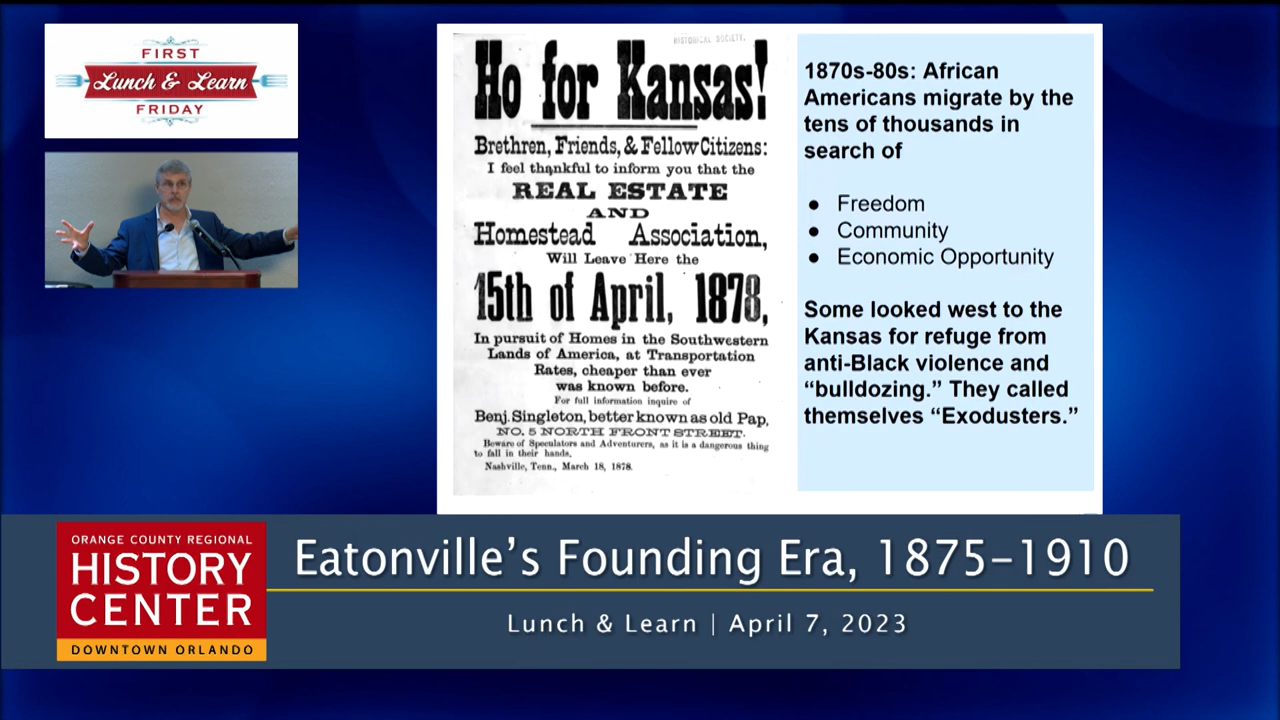 FIRST
Lunch & Learn
FRIDAY
HISTORICAL SOCIETY.
Ho for Kansas!
Brethren, Friends, & Fellow Citizens:
I feel thankful to inform you that the
REAL ESTATE
AND
Homestead Association,
Will Leave Here the
15th of April, 1878,
In pursuit of Homes in the Southwestern
Lands of America, at Transportation
Rates, cheaper than ever
was known before.
For full information inquire of
Benj. Singleton, better known as old Pap,
NO. 5 NORTH FRONT STREET.
Beware of Speculators and Adventurers, as it is a dangerous thing
to fall in their hands.
Nashville, Tenn., March 18, 1878.
1870s-80s: African
Americans migrate by the
tens of thousands in
search of
● Freedom
● Community
● Economic Opportunity
Some looked west to the
Kansas for refuge from
anti-Black violence and
“bulldozing.” They called
themselves “Exodusters.”
ORANGE COUNTY REGIONAL
HISTORY
CENTER
DOWNTOWN ORLANDO
Eatonville’s Founding Era, 1875–1910
Lunch & Learn | April 7, 2023